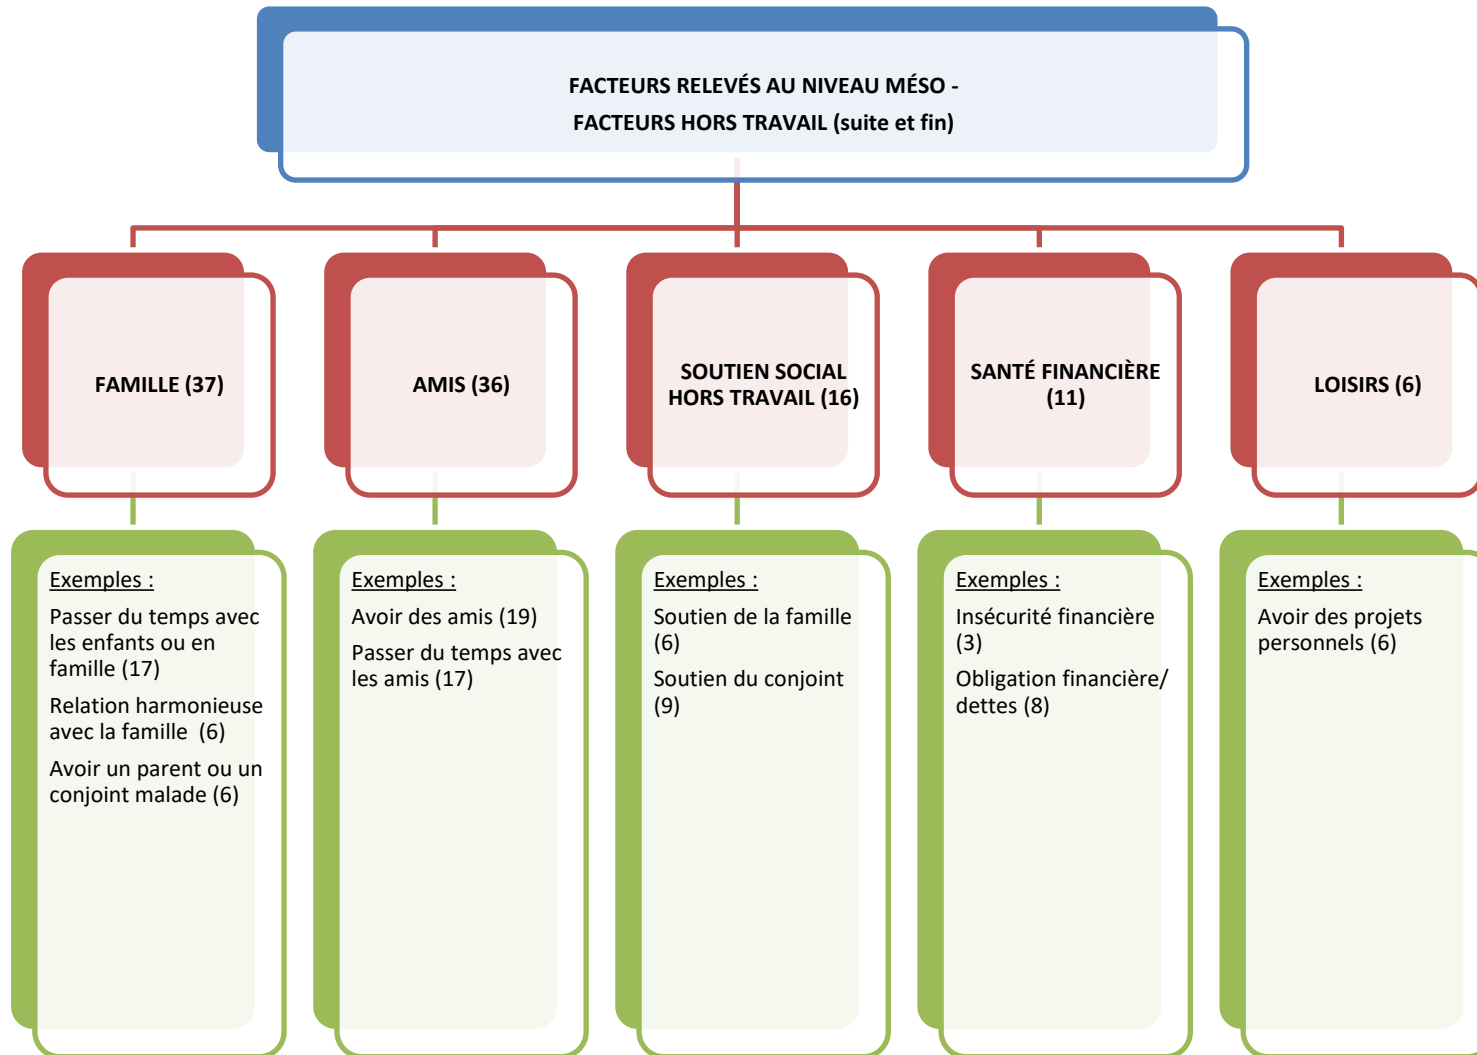 FACTEURS RELEVÉS AU NIVEAU MÉSO -
FACTEURS HORS TRAVAIL (suite et fin)
FAMILLE (37)
AMIS (36)
SOUTIEN SOCIAL
HORS TRAVAIL (16)
SANTÉ FINANCIÈRE
(11)
LOISIRS (6)
Exemples :
Passer du temps avec
les enfants ou en
famille (17)
Relation harmonieuse
avec la famille  (6)
Avoir un parent ou un
conjoint malade (6)
Exemples :
Avoir des amis (19)
Passer du temps avec
les amis (17)
Exemples :
Soutien de la famille
(6)
Soutien du conjoint
(9)
Exemples :
Insécurité financière
(3)
Obligation financière/
dettes (8)
Exemples :
Avoir des projets
personnels (6)